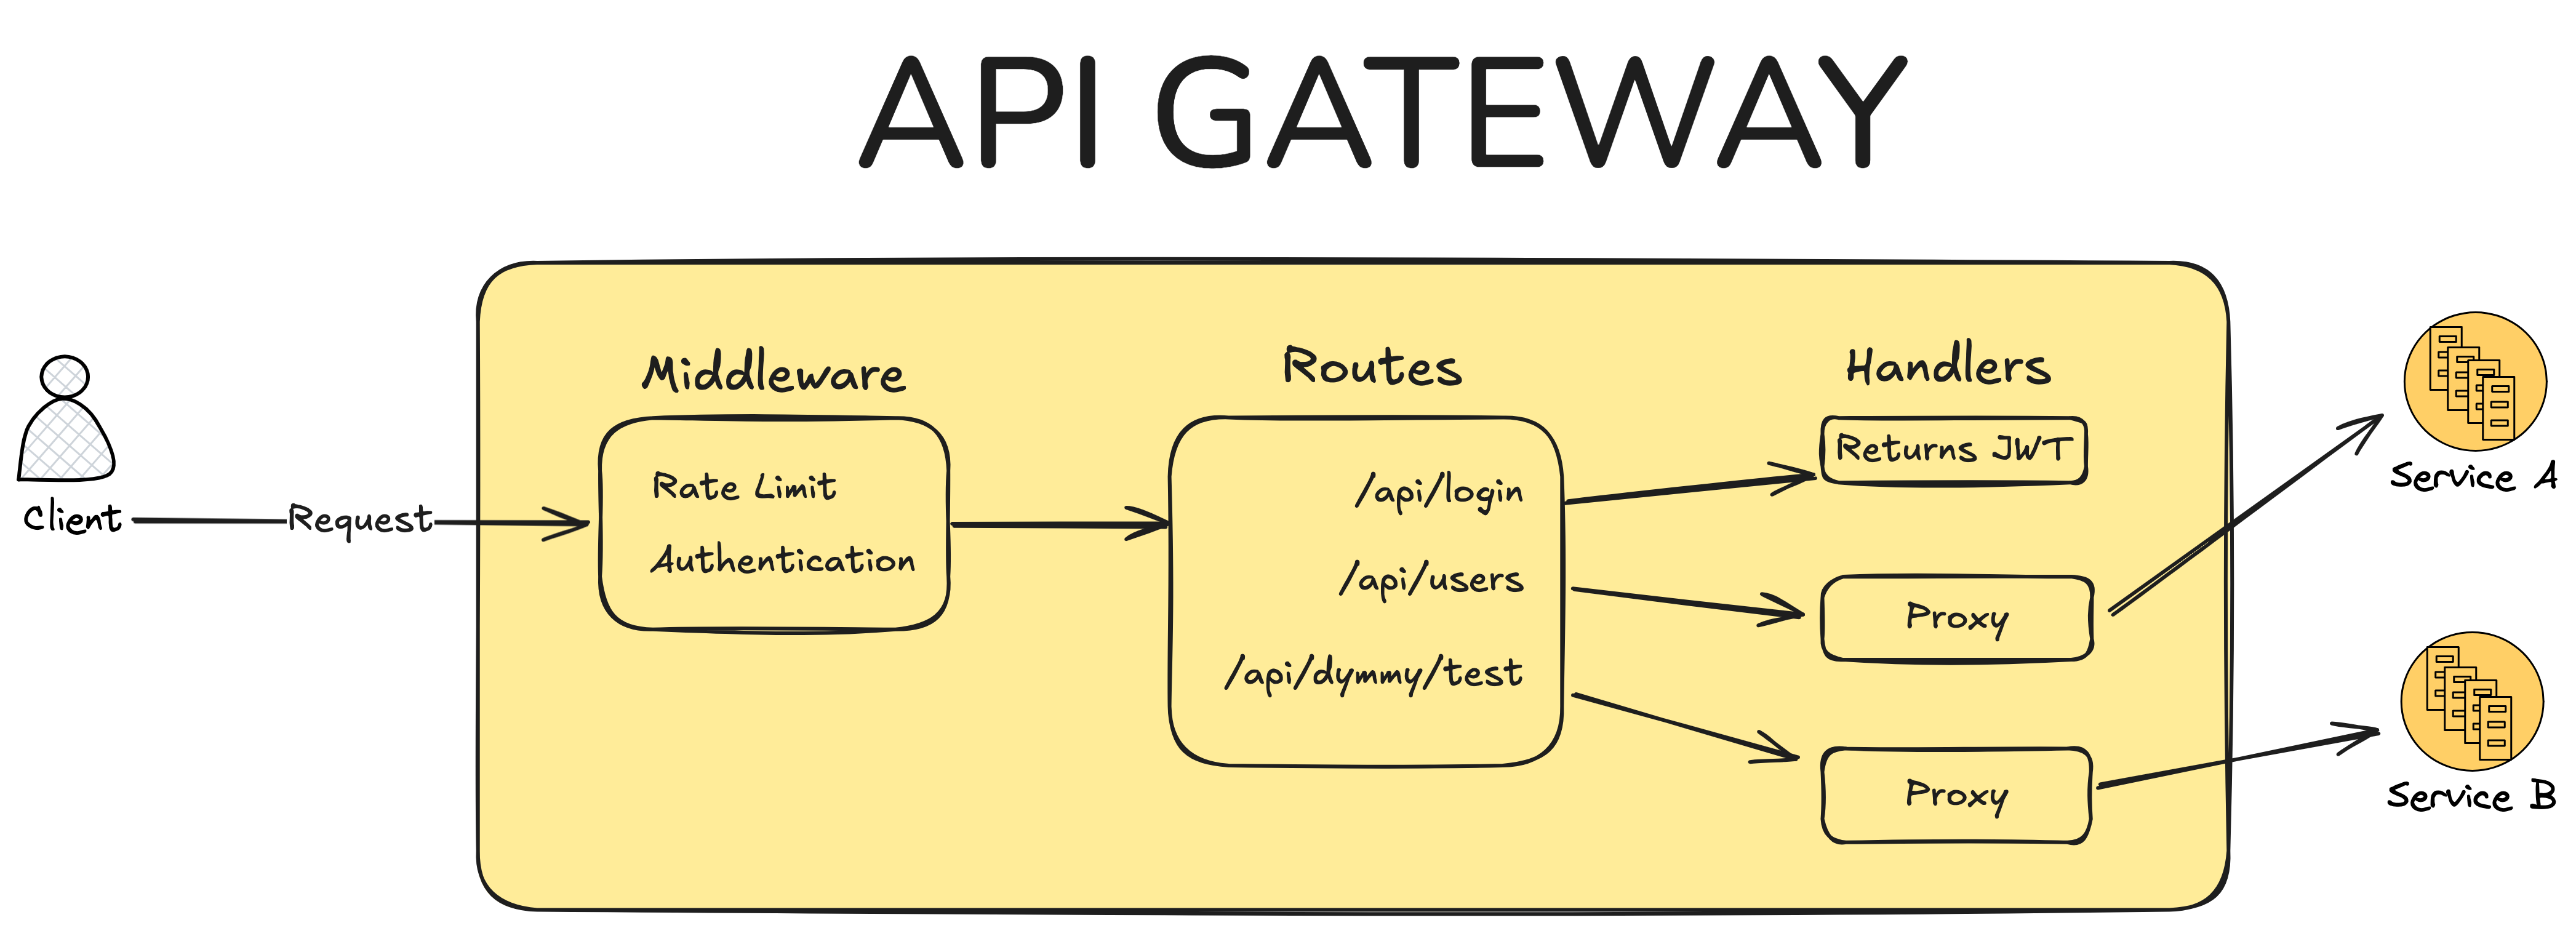 API GATEWAY
Middleware
Routes
Handlers
Client
Request
Rate Limit
Authentication
/api/login
/api/users
/api/dymmy/test
Returns JWT
Proxy
Proxy
Service A
Service B